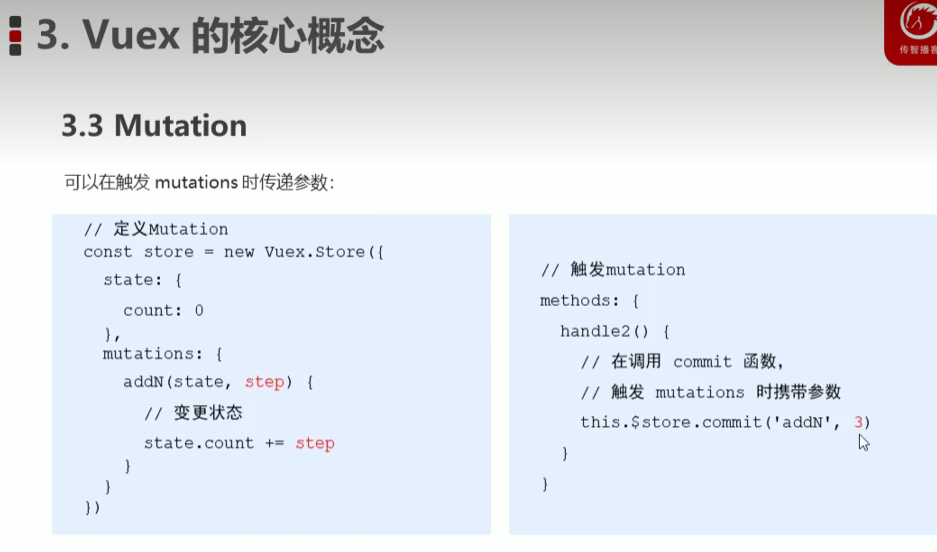 3. Vuex 的核心概念
传智播客
3.3 Mutation
可以在触发 mutations 时传递参数:
// 定义Mutation
const store = new Vuex.Store({
state: {
count: 0
},
mutations: {
addN(state, step) {
// 变更状态
state.count += step
}
}
})
// 触发mutation
methods: {
handle2() {
// 在调用 commit 函数,
// 触发 mutations 时携带参数
this.$store.commit('addN', 3)
}
}